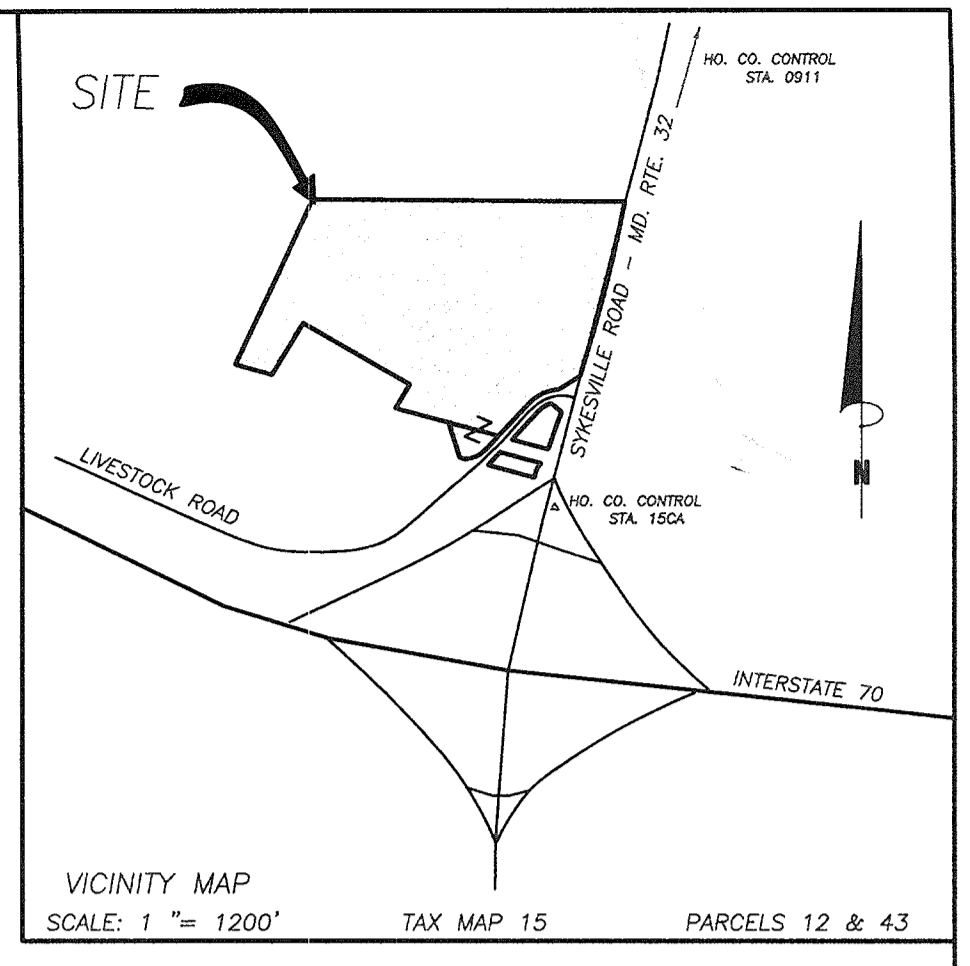 HO. CO. CONTROL
STA. 0911
SITE
SYKESVILLE ROAD - MD. RTE. 32
N
LIVESTOCK ROAD
HO. CO. CONTROL
STA. 15CA
INTERSTATE 70
VICINITY MAP
SCALE: 1 "= 1200'
TAX MAP 15
PARCELS 12 & 43